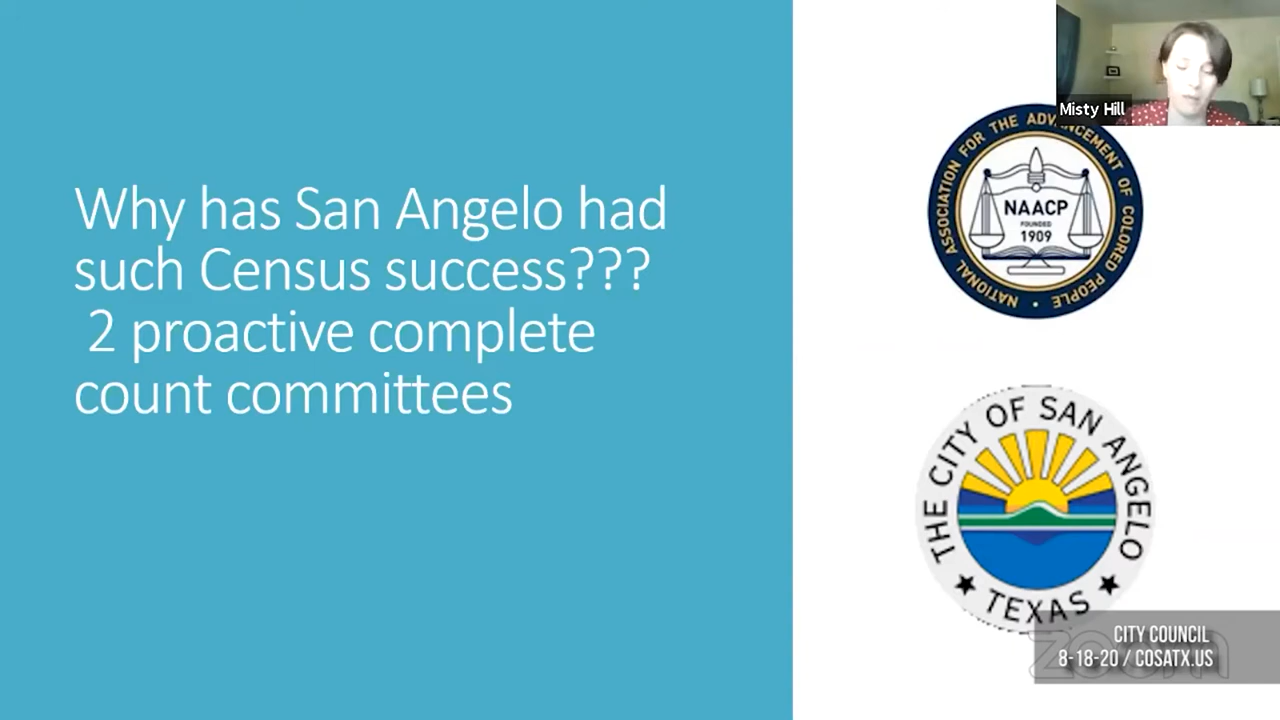 Why has San Angelo had
such Census success???
2 proactive complete
count committees
Misty Hill
NATIONAL ASSOCIATION FOR THE ADVANCEMENT OF COLORED PEOPLE
NAACP
FOUNDED
1909
THE CITY OF SAN ANGELO
★ TEXAS ★
zoom
CITY COUNCIL
8-18-20 / COSATX.US